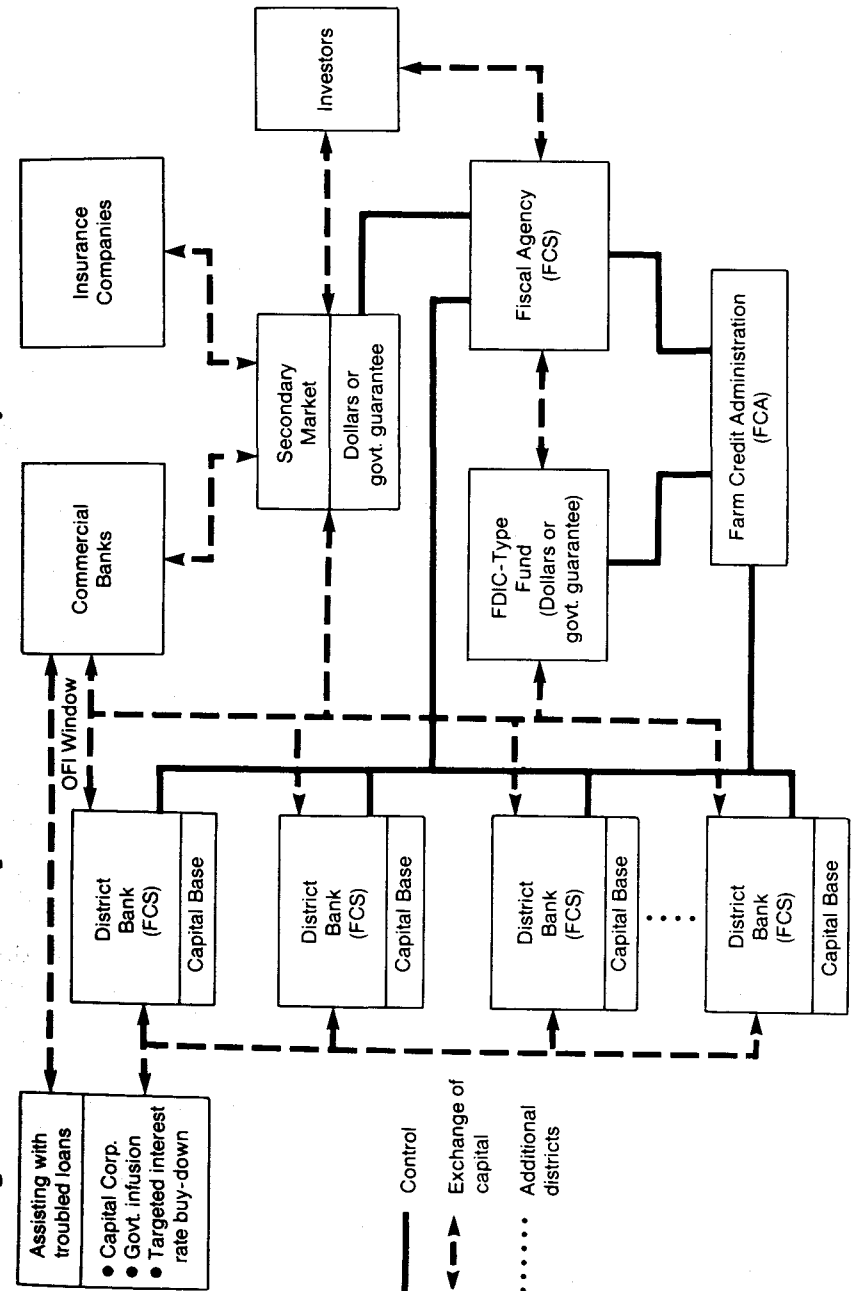 Assisting with
troubled loans
● Capital Corp.
● Govt. infusion
● Targeted interest
rate buy-down
OFI Window
Commercial
Banks
Insurance
Companies
District
Bank
(FCS)
Capital Base
District
Bank
(FCS)
Capital Base
District
Bank
(FCS)
Capital Base
District
Bank
(FCS)
Capital Base
Secondary
Market
Dollars or
govt. guarantee
Investors
FDIC-Type
Fund
(Dollars or
govt. guarantee)
Fiscal Agency
(FCS)
Farm Credit Administration
(FCA)
Control
Exchange of
capital
Additional
districts